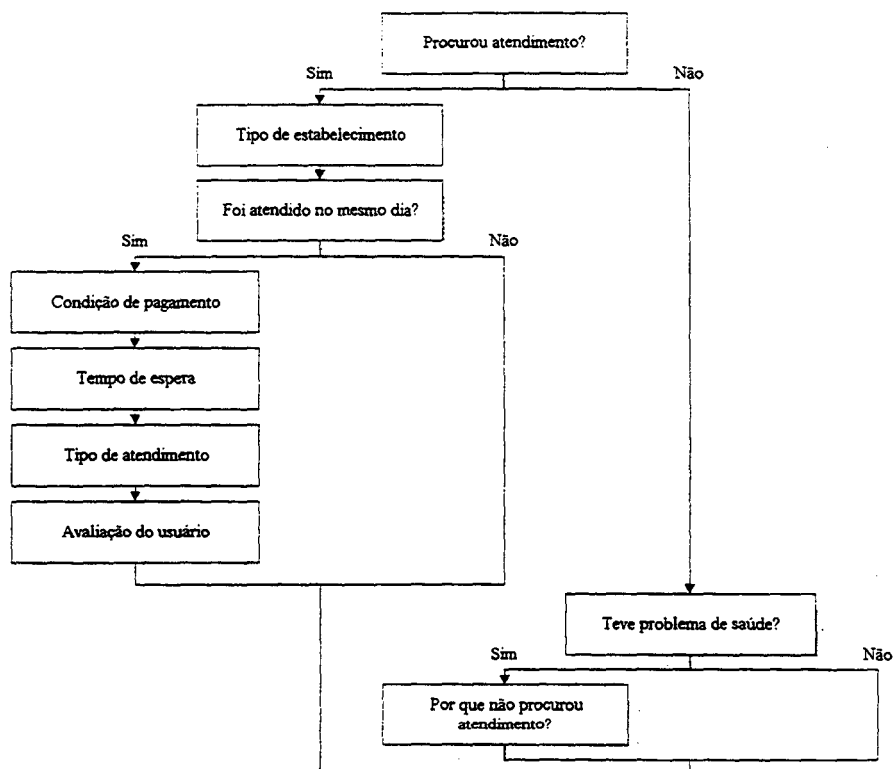 Procurou atendimento?
Sim
Não
Tipo de estabelecimento
Foi atendido no mesmo dia?
Sim
Não
Condição de pagamento
Tempo de espera
Tipo de atendimento
Avaliação do usuário
Teve problema de saúde?
Sim
Não
Por que não procurou
atendimento?